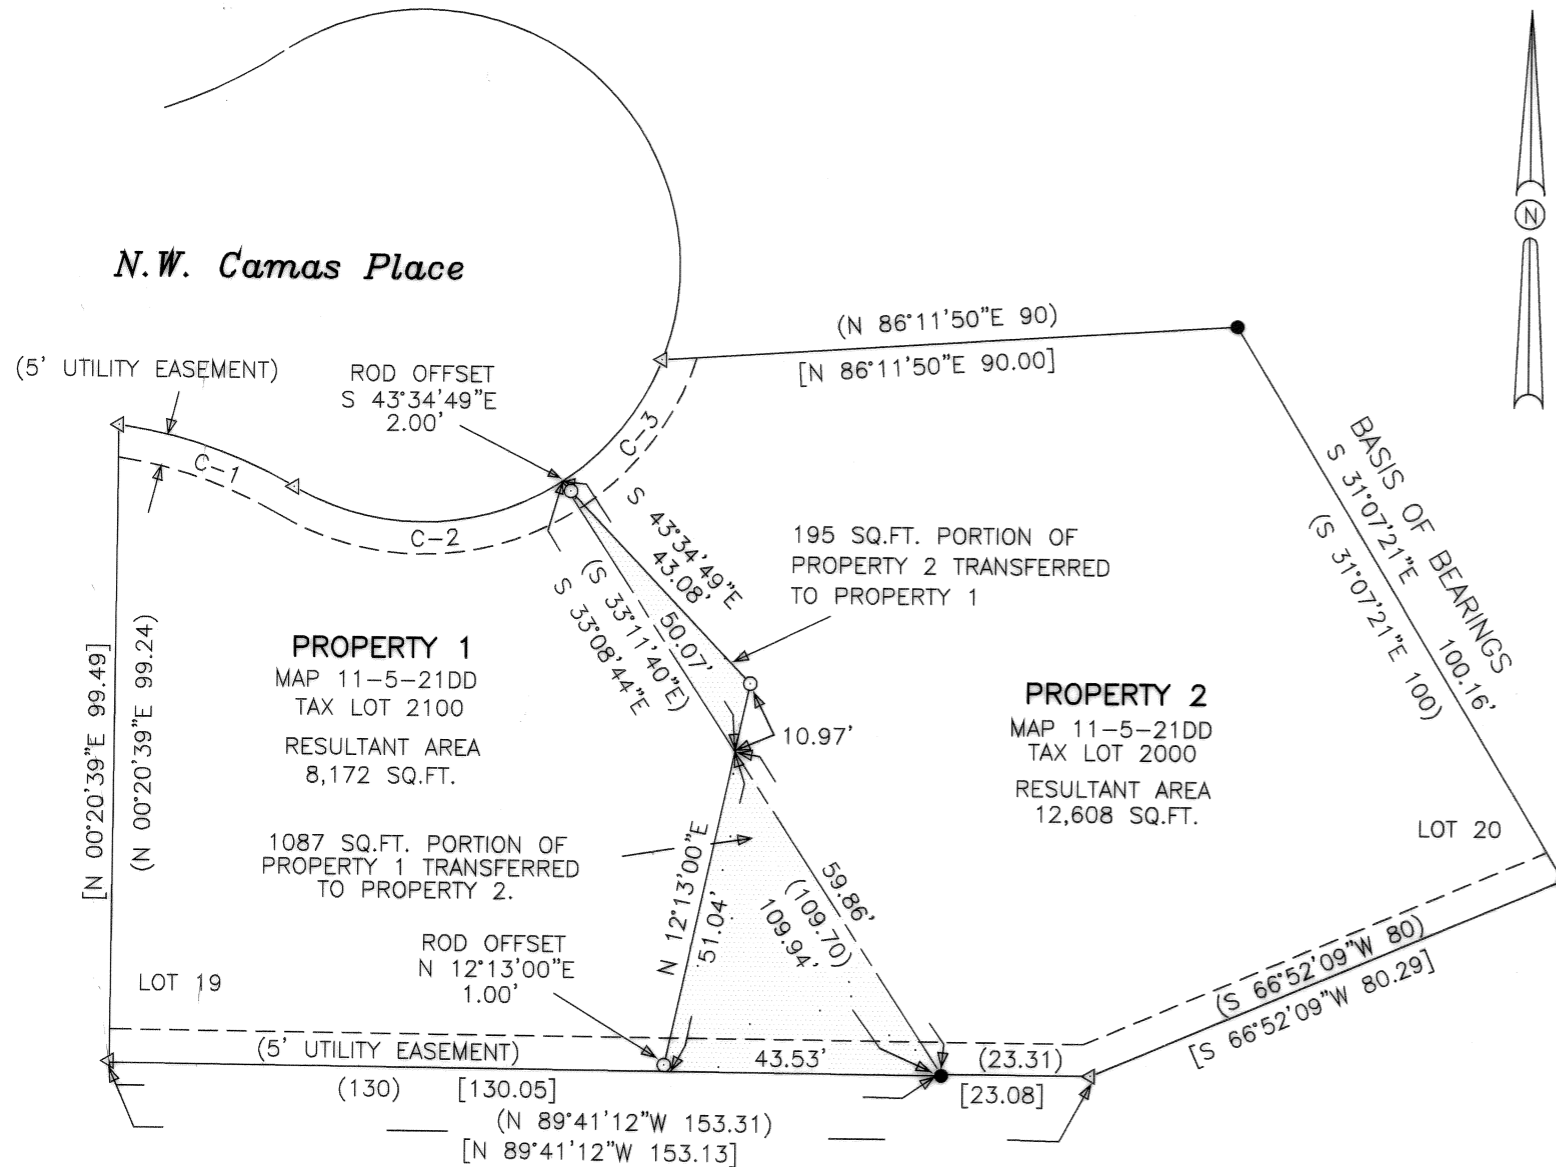 N.W. Camas Place
N
(N 86°11'50"E 90)
[N 86°11'50"E 90.00]
(5' UTILITY EASEMENT)
ROD OFFSET
S 43°34'49"E
2.00'
C-1
C-2
C-3
BASIS OF BEARINGS
S 31°07'21"E 100.16'
(S 31°07'21"E 100)
S 43°34'49"E
43.08'
50.07'
(S 33°11'40"E)
S 33°08'44"E
195 SQ.FT. PORTION OF
PROPERTY 2 TRANSFERRED
TO PROPERTY 1
[N 00°20'39"E 99.49]
(N 00°20'39"E 99.24)
PROPERTY 1
MAP 11-5-21DD
TAX LOT 2100
RESULTANT AREA
8,172 SQ.FT.
10.97'
PROPERTY 2
MAP 11-5-21DD
TAX LOT 2000
RESULTANT AREA
12,608 SQ.FT.
LOT 20
1087 SQ.FT. PORTION OF
PROPERTY 1 TRANSFERRED
TO PROPERTY 2.
N 12°13'00"E
51.04'
59.86'
(109.70)
109.94'
ROD OFFSET
N 12°13'00"E
1.00'
LOT 19
(S 66°52'09"W 80)
[S 66°52'09"W 80.29]
(5' UTILITY EASEMENT)
43.53'
(23.31)
[23.08]
(130) [130.05]
(N 89°41'12"W 153.31)
[N 89°41'12"W 153.13]